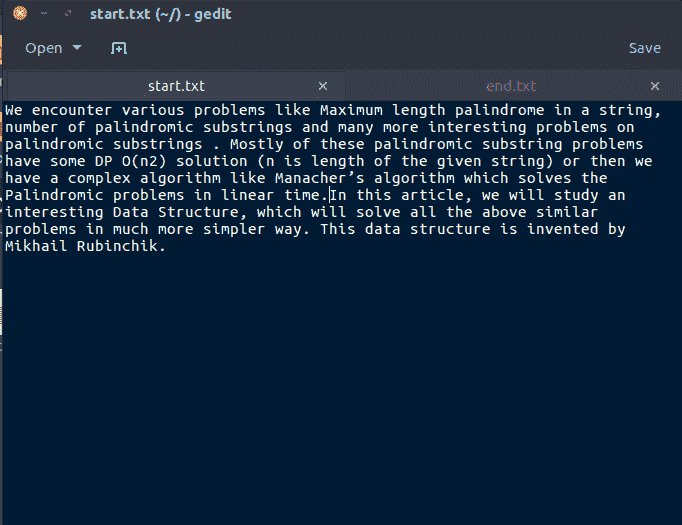 start.txt (~/) - gedit
Open
Save
start.txt
end.txt
We encounter various problems like Maximum length palindrome in a string,
number of palindromic substrings and many more interesting problems on
palindromic substrings . Mostly of these palindromic substring problems
have some DP O(n2) solution (n is length of the given string) or then we
have a complex algorithm like Manacher’s algorithm which solves the
Palindromic problems in linear time.In this article, we will study an
interesting Data Structure, which will solve all the above similar
problems in much more simpler way. This data structure is invented by
Mikhail Rubinchik.